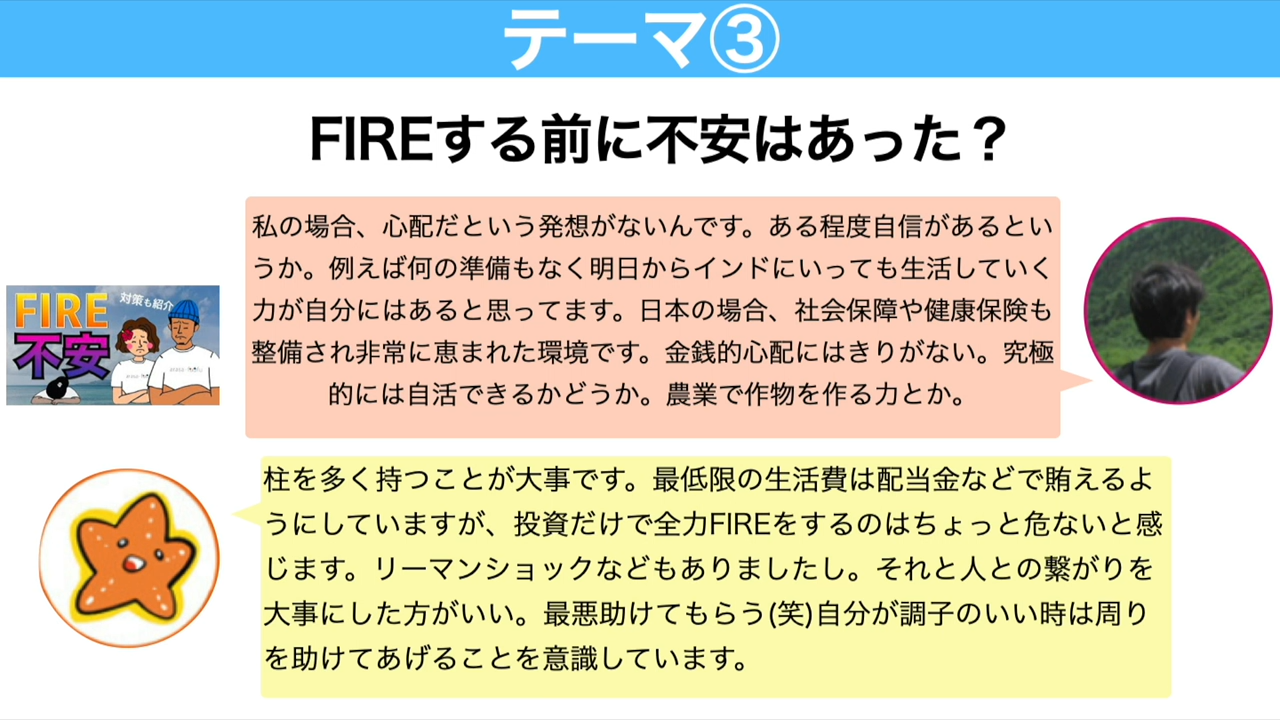 テーマ③
FIREする前に不安はあった？
私の場合、心配だという発想がないんです。ある程度自信があるとい
うか。例えば何の準備もなく明日からインドにいっても生活していく
力が自分にはあると思ってます。日本の場合、社会保障や健康保険も
整備され非常に恵まれた環境です。金銭的心配にはきりがない。究極
的には自活できるかどうか。農業で作物を作る力とか。
FIRE
対策も紹介
不安
柱を多く持つことが大事です。最低限の生活費は配当金などで賄えるよ
うにしていますが、投資だけで全力FIREをするのはちょっと危ないと感
じます。リーマンショックなどもありましたし。それと人との繋がりを
大事にした方がいい。最悪助けてもらう(笑)自分が調子のいい時は周り
を助けてあげることを意識しています。